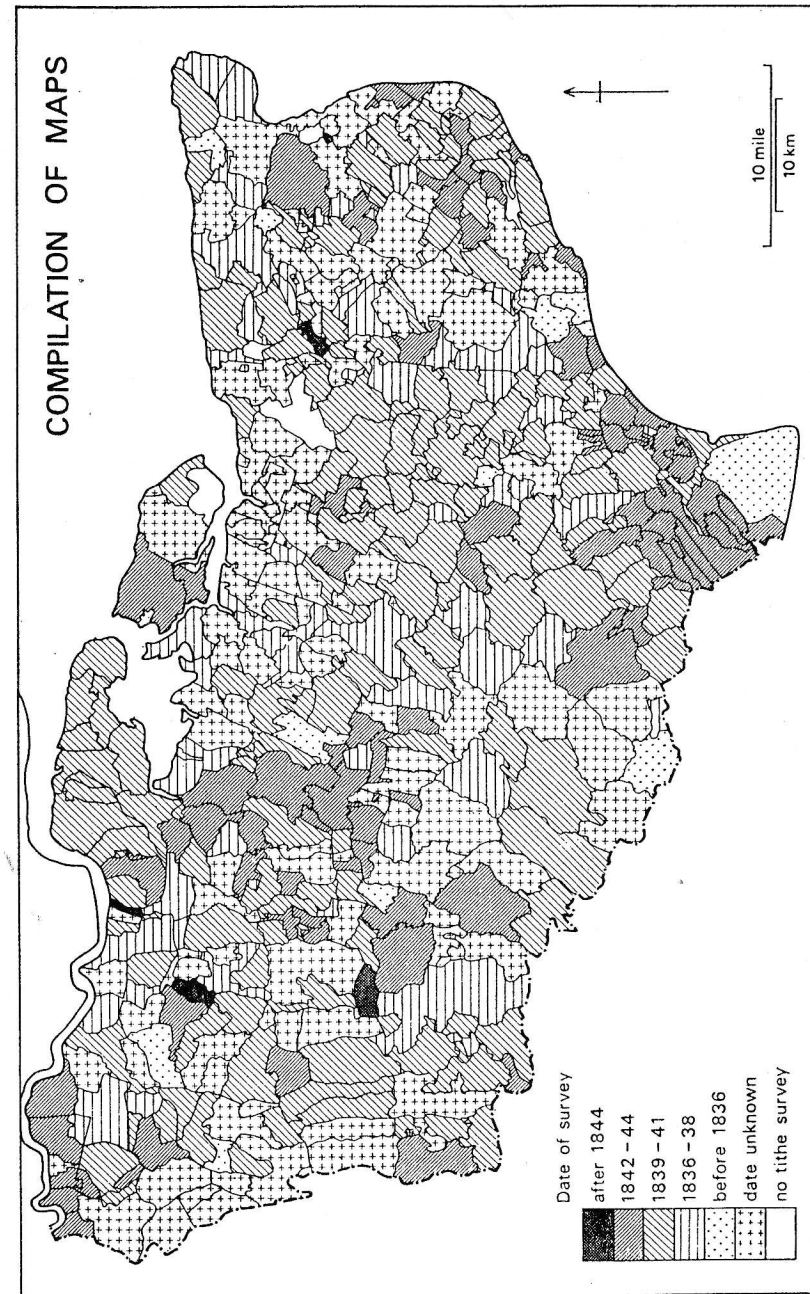 COMPILATION OF MAPS
10 mile
10 km
Date of survey
after 1844
1842 – 44
1839 – 41
1836 – 38
before 1836
date unknown
no tithe survey